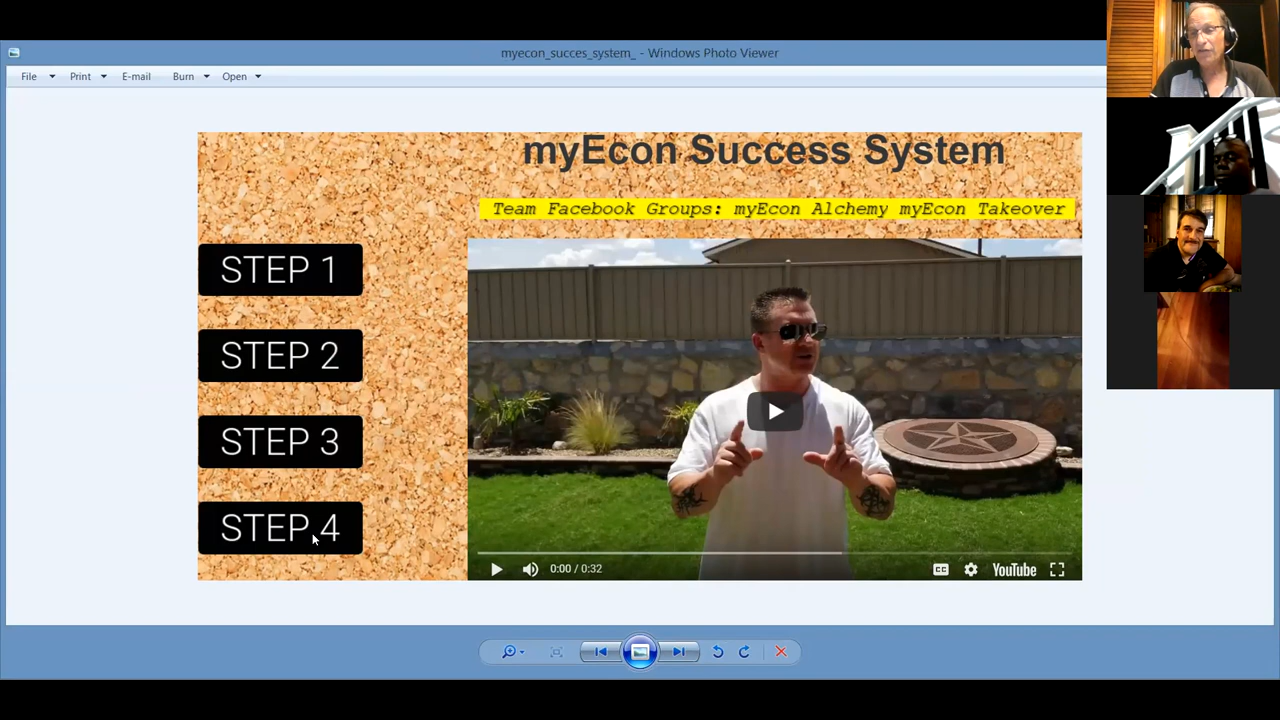 myecon_succes_system_ - Windows Photo Viewer
File Print E-mail Burn Open
myEcon Success System
Team Facebook Groups: myEcon Alchemy myEcon Takeover
STEP 1
STEP 2
STEP 3
STEP 4
0:00 / 0:32
CC
YouTube